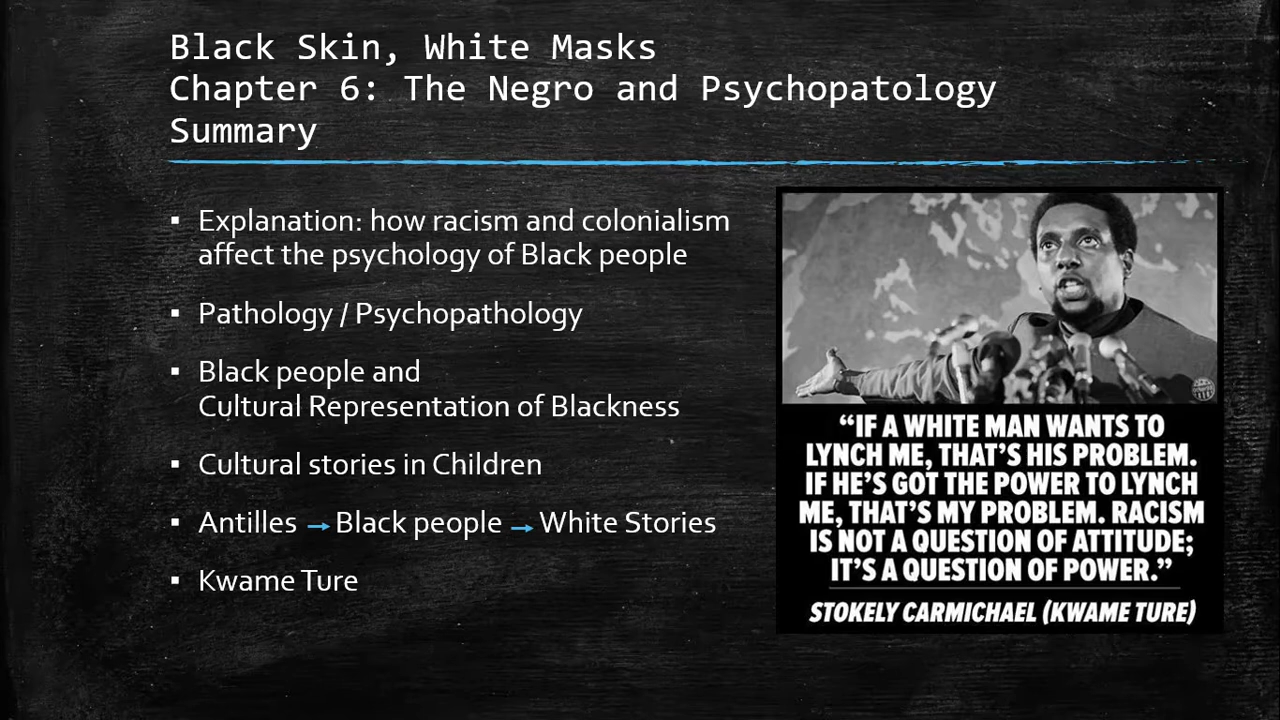 Black Skin, White Masks
Chapter 6: The Negro and Psychopatology
Summary
▪ Explanation: how racism and colonialism
affect the psychology of Black people
▪ Pathology / Psychopathology
▪ Black people and
Cultural Representation of Blackness
▪ Cultural stories in Children
▪ Antilles → Black people → White Stories
▪ Kwame Ture
“IF A WHITE MAN WANTS TO
LYNCH ME, THAT’S HIS PROBLEM.
IF HE’S GOT THE POWER TO LYNCH
ME, THAT’S MY PROBLEM. RACISM
IS NOT A QUESTION OF ATTITUDE;
IT’S A QUESTION OF POWER.”
STOKELY CARMICHAEL (KWAME TURE)